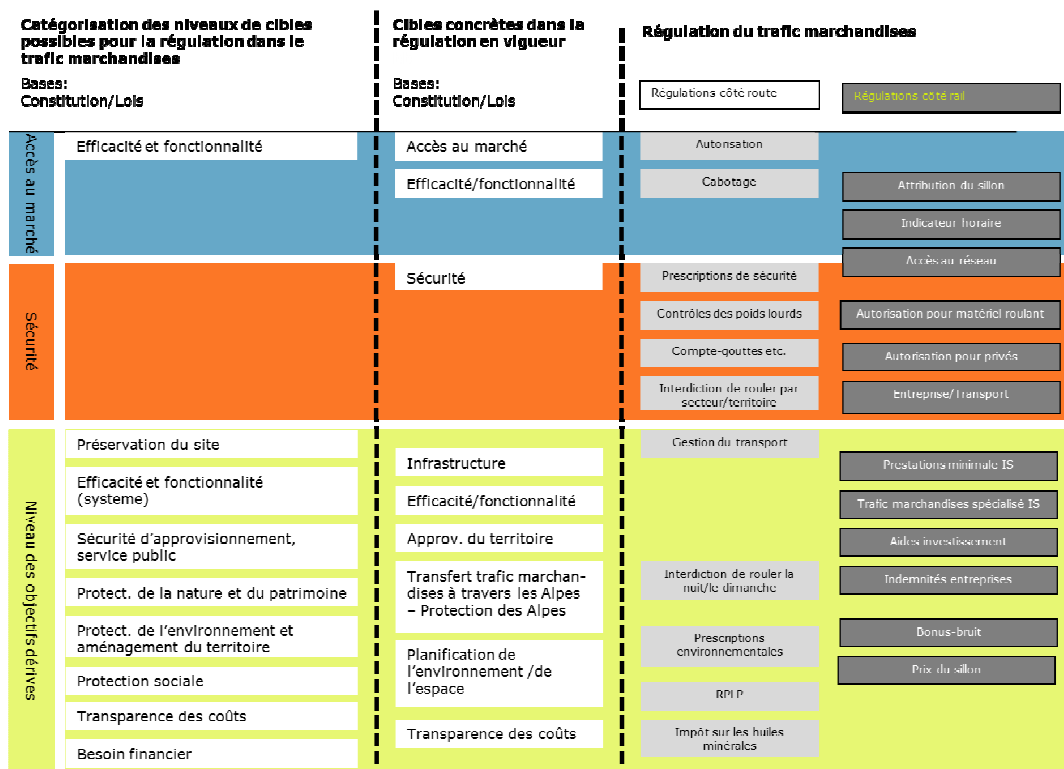 Catégorisation des niveaux de cibles
possibles pour la régulation dans le
trafic marchandises
Bases:
Constitution/Lois
Cibles concrètes dans la
régulation en vigueur
Bases:
Constitution/Lois
Régulation du trafic marchandises
Régulations côté route
Régulations côté rail
Accès au marché
Efficacité et fonctionnalité
Accès au marché
Efficacité/fonctionnalité
Autorisation
Cabotage
Attribution du sillon
Indicateur horaire
Accès au réseau
Sécurité
Sécurité
Prescriptions de sécurité
Contrôles des poids lourds
Compte-gouttes etc.
Interdiction de rouler par
secteur/territoire
Autorisation pour matériel roulant
Autorisation pour privés
Entreprise/Transport
Niveau des objectifs dérives
Préservation du site
Efficacité et fonctionnalité
(systeme)
Sécurité d'approvisionnement,
service public
Protect. de la nature et du patrimoine
Protect. de l'environnement et
aménagement du territoire
Protection sociale
Transparence des coûts
Besoin financier
Infrastructure
Efficacité/fonctionnalité
Approv. du territoire
Transfert trafic marchan-
dises à travers les Alpes
– Protection des Alpes
Planification de
l'environnement /de
l'espace
Transparence des coûts
Gestion du transport
Interdiction de rouler la
nuit/le dimanche
Prescriptions
environnementales
RPLP
Impôt sur les huiles
minérales
Prestations minimale IS
Trafic marchandises spécialisé IS
Aides investissement
Indemnités entreprises
Bonus-bruit
Prix du sillon